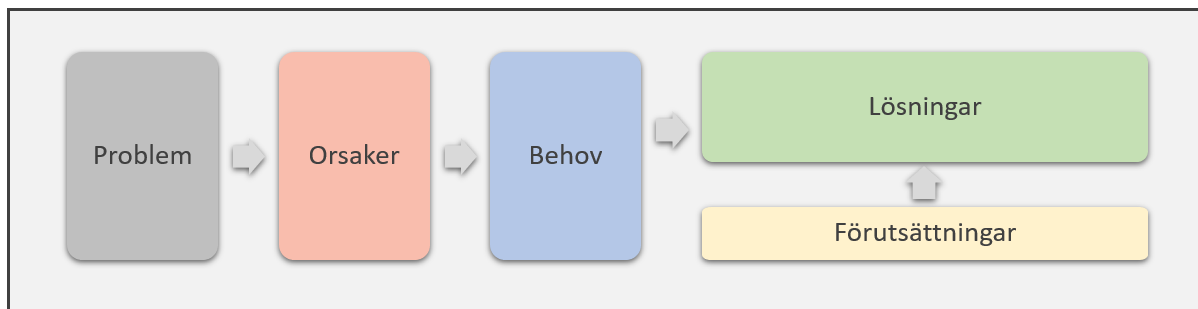 Problem
Orsaker
Behov
Lösningar
Förutsättningar